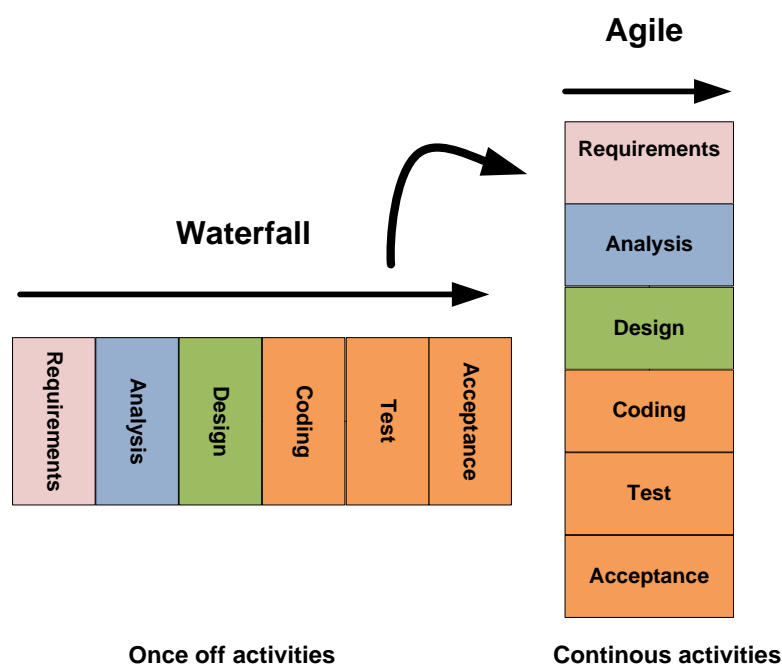 Agile
Requirements
Analysis
Design
Coding
Test
Acceptance
Waterfall
Requirements
Analysis
Design
Coding
Test
Acceptance
Once off activities
Continous activities